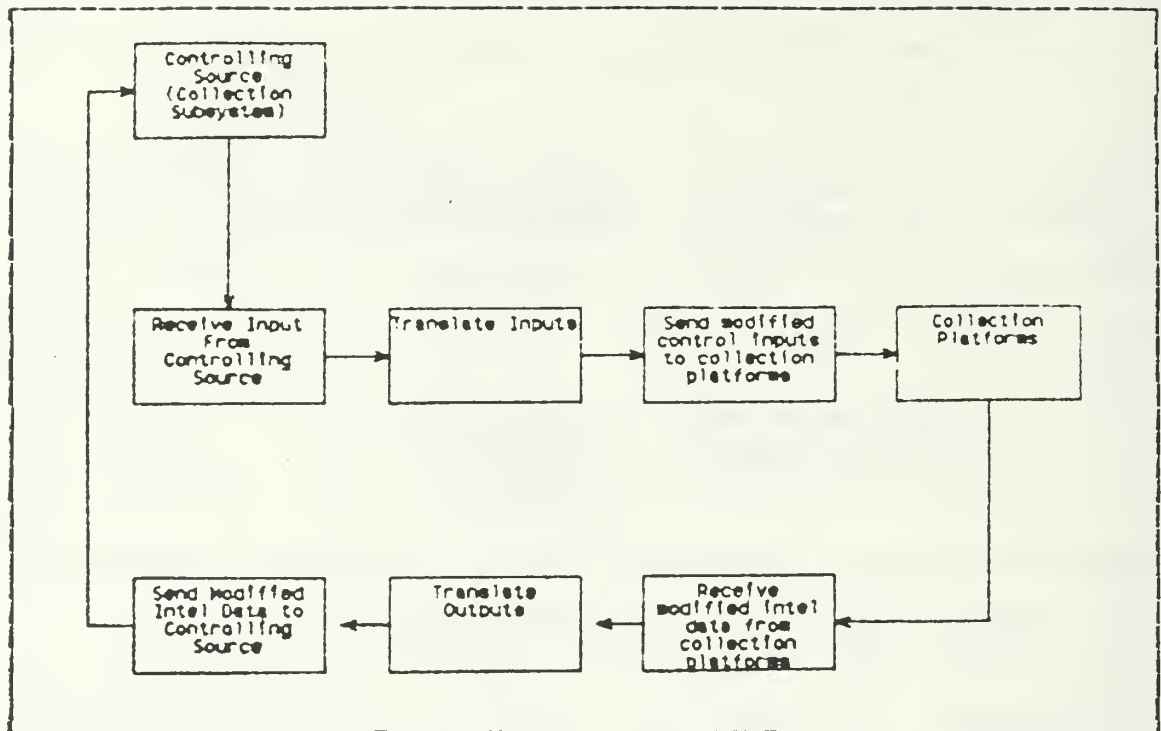 Controlling
Source
(Collection
Subsystem)
Receive Input
From
Controlling
Source
Translate Inputs
Send modified
control inputs
to collection
platforms
Collection
Platforms
Send Modified
Intel Data to
Controlling
Source
Translate
Outputs
Receive
modified intel
data from
collection
platforms